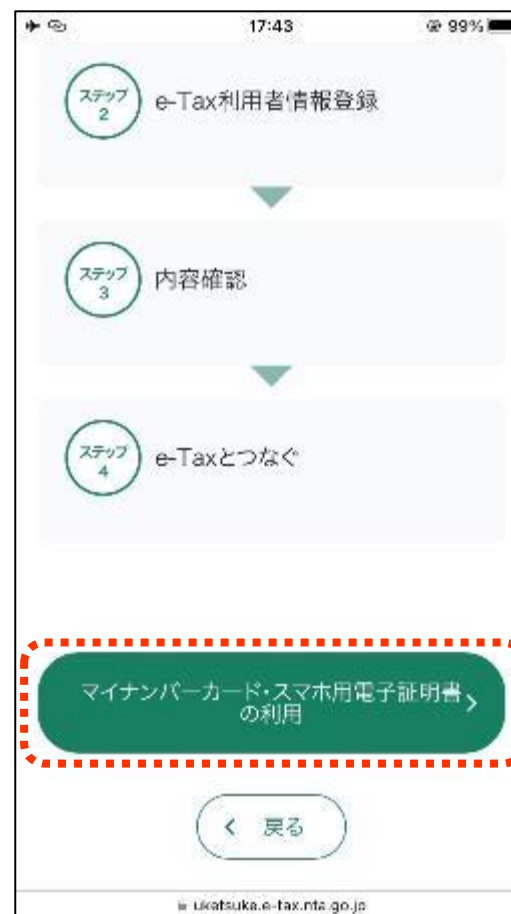 17:43
99%
ステップ
2
e-Tax利用者情報登録
ステップ
3
内容確認
ステップ
4
e-Taxとつなぐ
マイナンバーカード・スマホ用電子証明書
の利用
戻る
uketsuke.e-tax.nta.go.jp